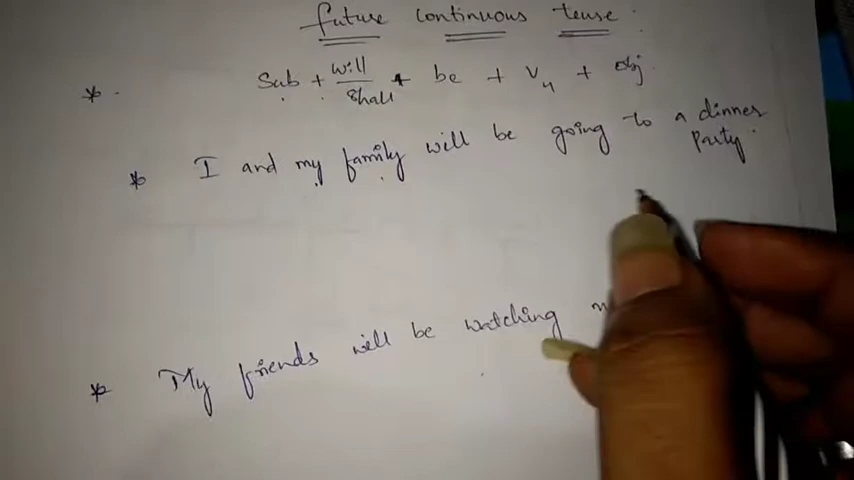 future continuous tense
* Sub + will + be + V4 + obj.
shall
* I and my family will be going to a dinner
party.
* My friends will be watching